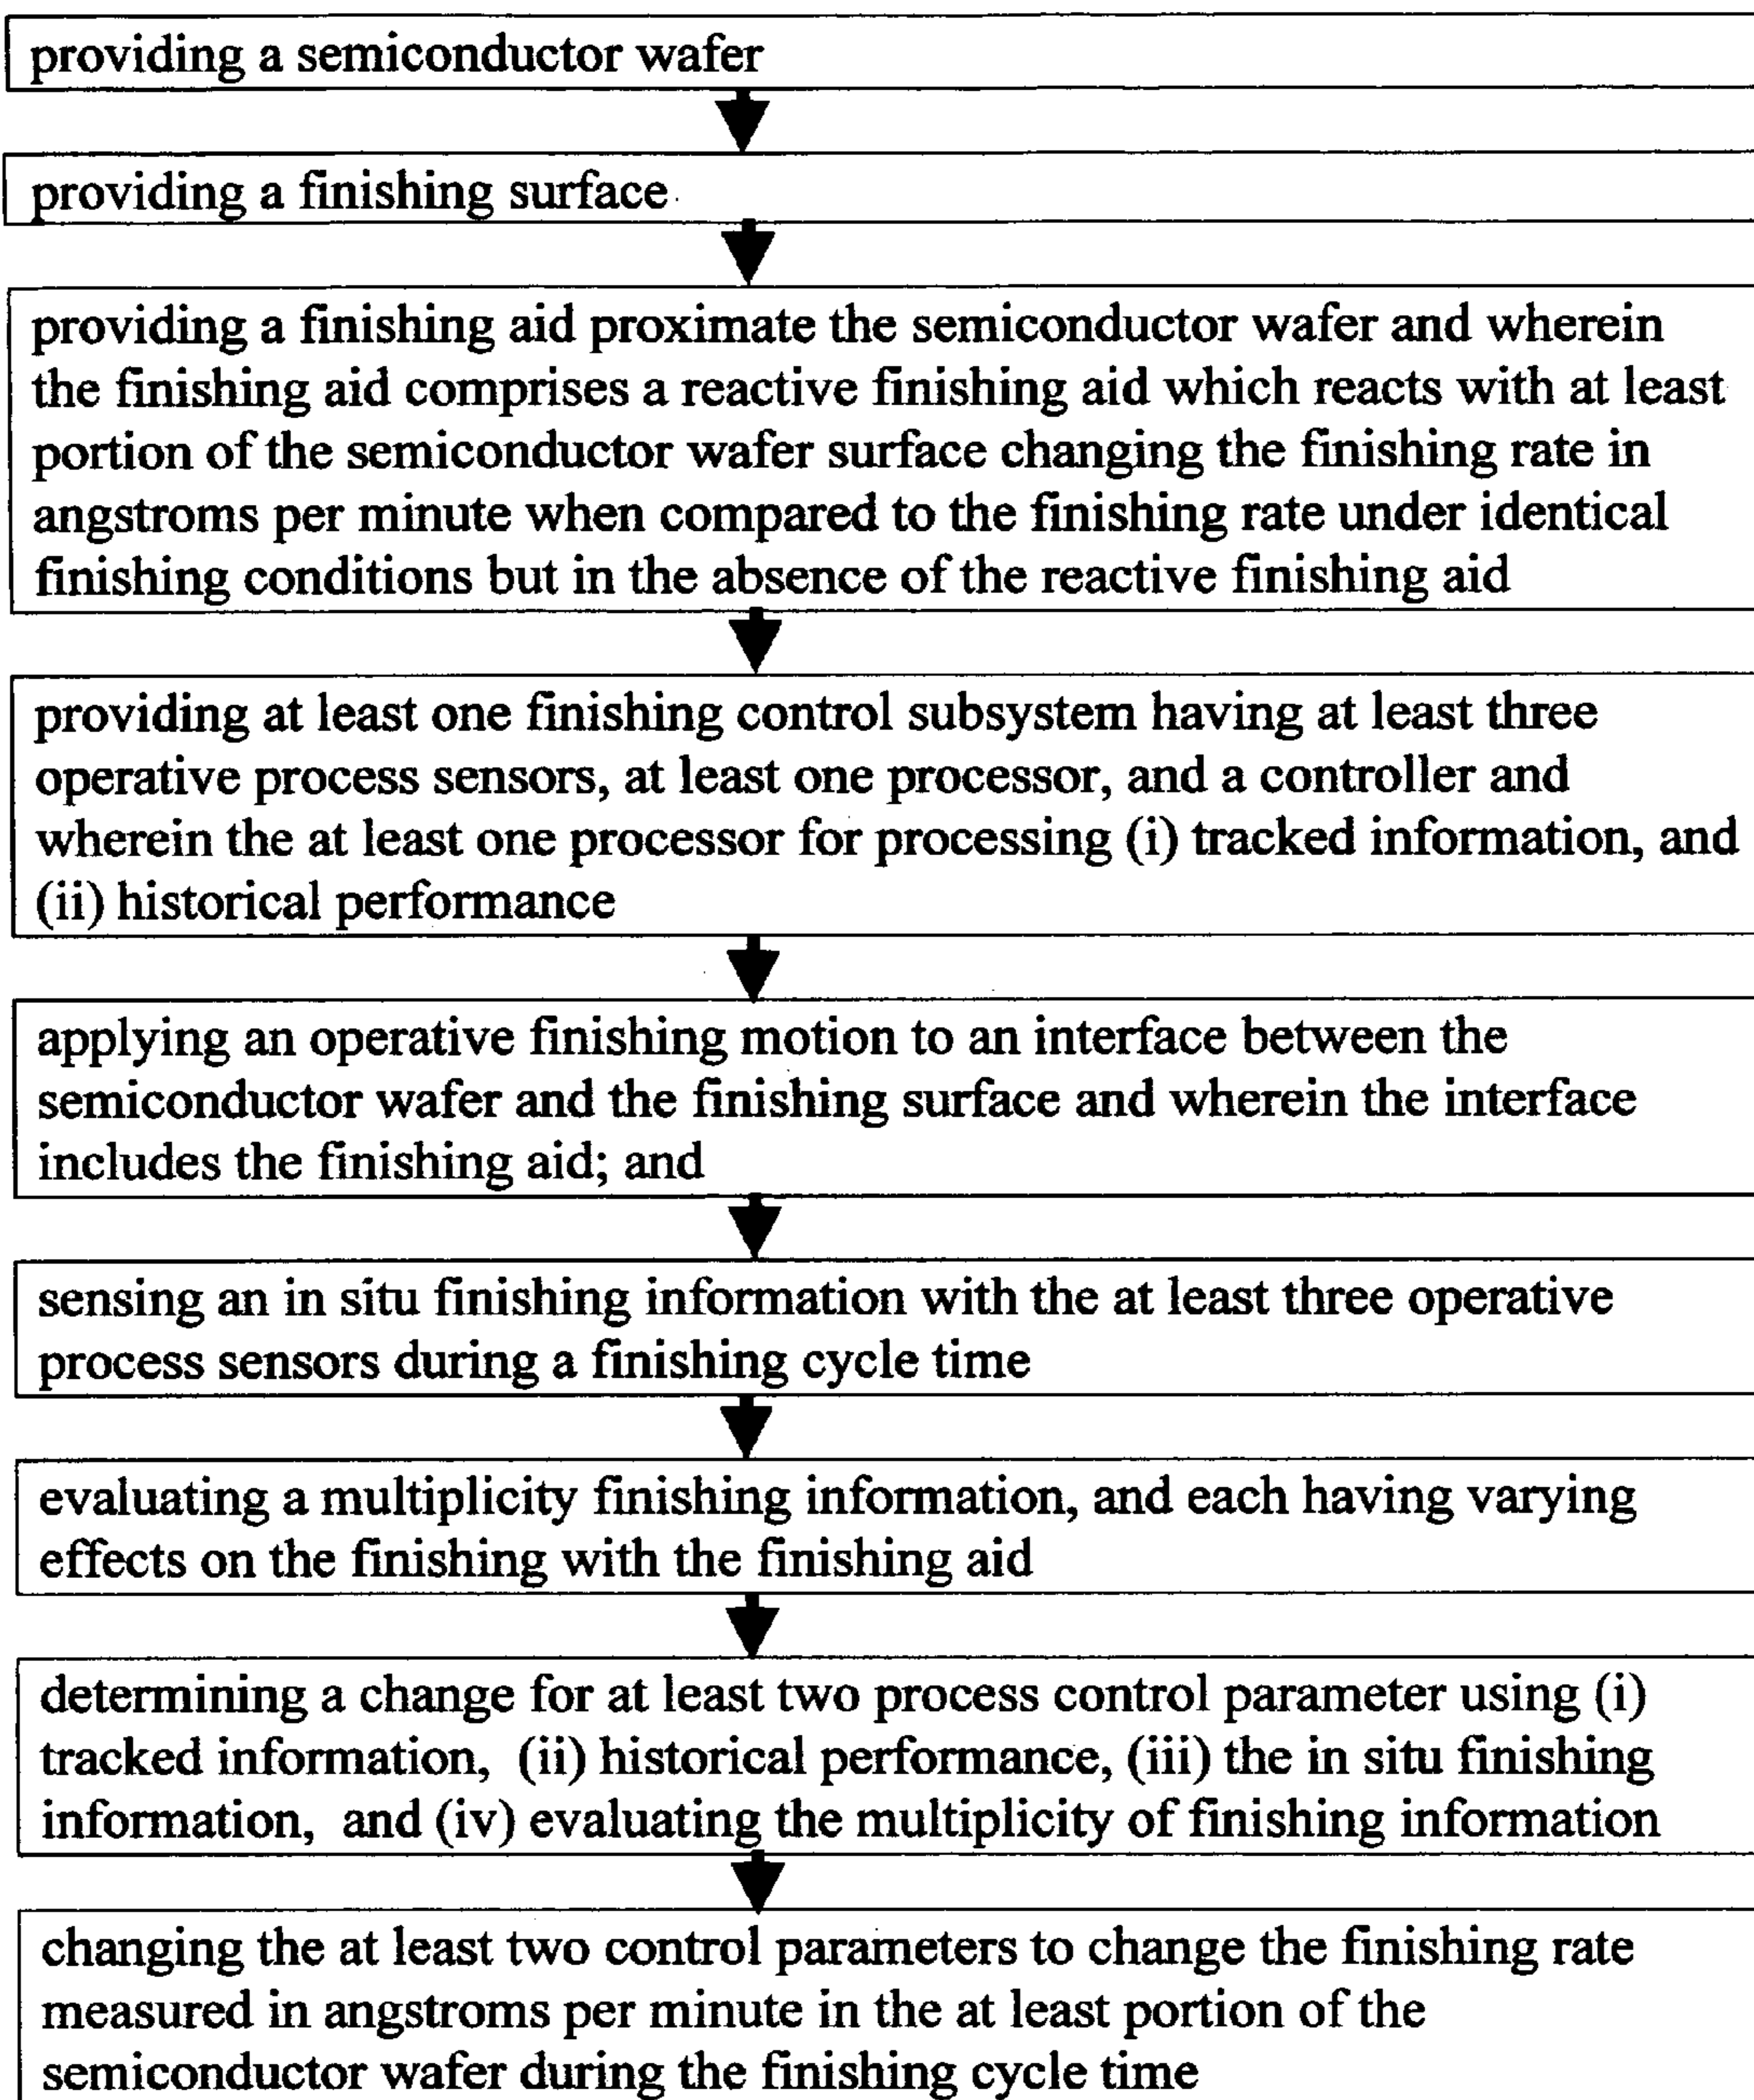 providing a semiconductor wafer
providing a finishing surface
providing a finishing aid proximate the semiconductor wafer and wherein
the finishing aid comprises a reactive finishing aid which reacts with at least
portion of the semiconductor wafer surface changing the finishing rate in
angstroms per minute when compared to the finishing rate under identical
finishing conditions but in the absence of the reactive finishing aid
providing at least one finishing control subsystem having at least three
operative process sensors, at least one processor, and a controller and
wherein the at least one processor for processing (i) tracked information, and
(ii) historical performance
applying an operative finishing motion to an interface between the
semiconductor wafer and the finishing surface and wherein the interface
includes the finishing aid; and
sensing an in situ finishing information with the at least three operative
process sensors during a finishing cycle time
evaluating a multiplicity finishing information, and each having varying
effects on the finishing with the finishing aid
determining a change for at least two process control parameter using (i)
tracked information, (ii) historical performance, (iii) the in situ finishing
information, and (iv) evaluating the multiplicity of finishing information
changing the at least two control parameters to change the finishing rate
measured in angstroms per minute in the at least portion of the
semiconductor wafer during the finishing cycle time